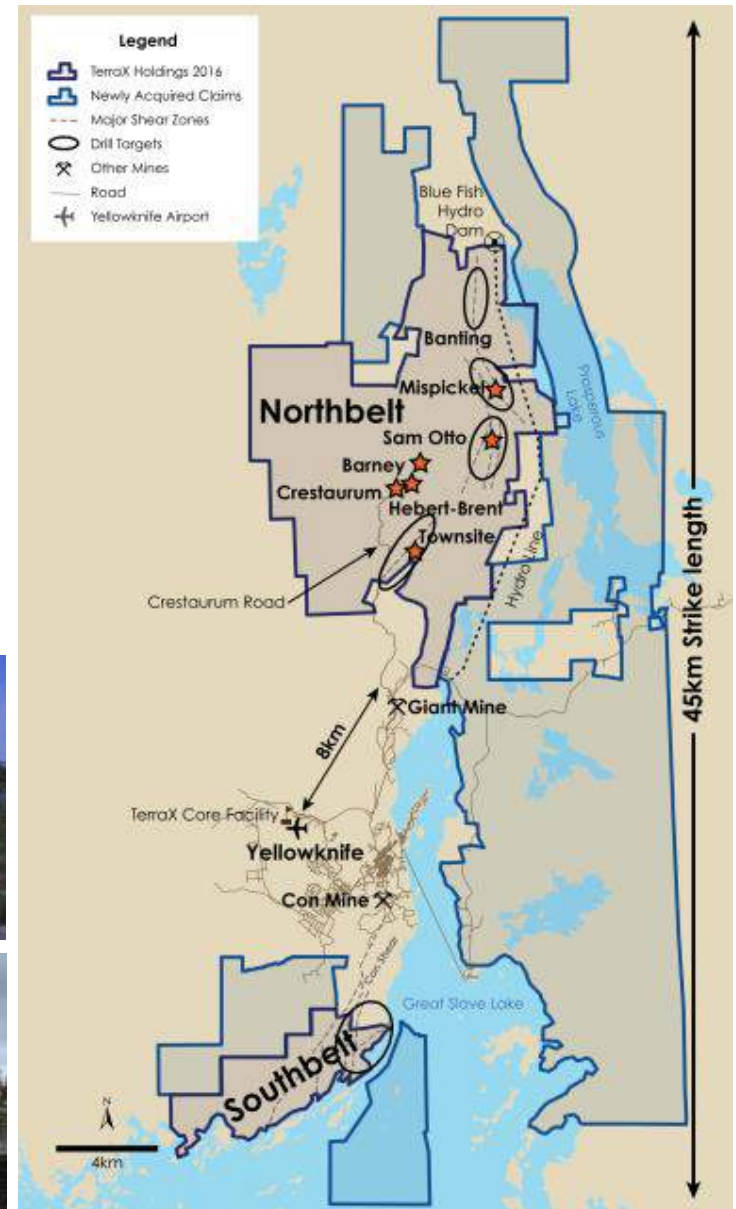 Legend
TerraX Holdings 2016
Newly Acquired Claims
Major Shear Zones
Drill Targets
Other Mines
Road
Yellowknife Airport
Blue Fish
Hydro
Dam
Banting
Prosperous
Lake
Mispickel
Northbelt
Sam Otto
Barney
Crestaurum
Hebert-Brent
Townsite
Hydro Line
Crestaurum Road
45km Strike length
Giant Mine
8km
TerraX Core Facility
Yellowknife
Con Mine
Con Shear
Great Slave Lake
Southbelt
N
4km